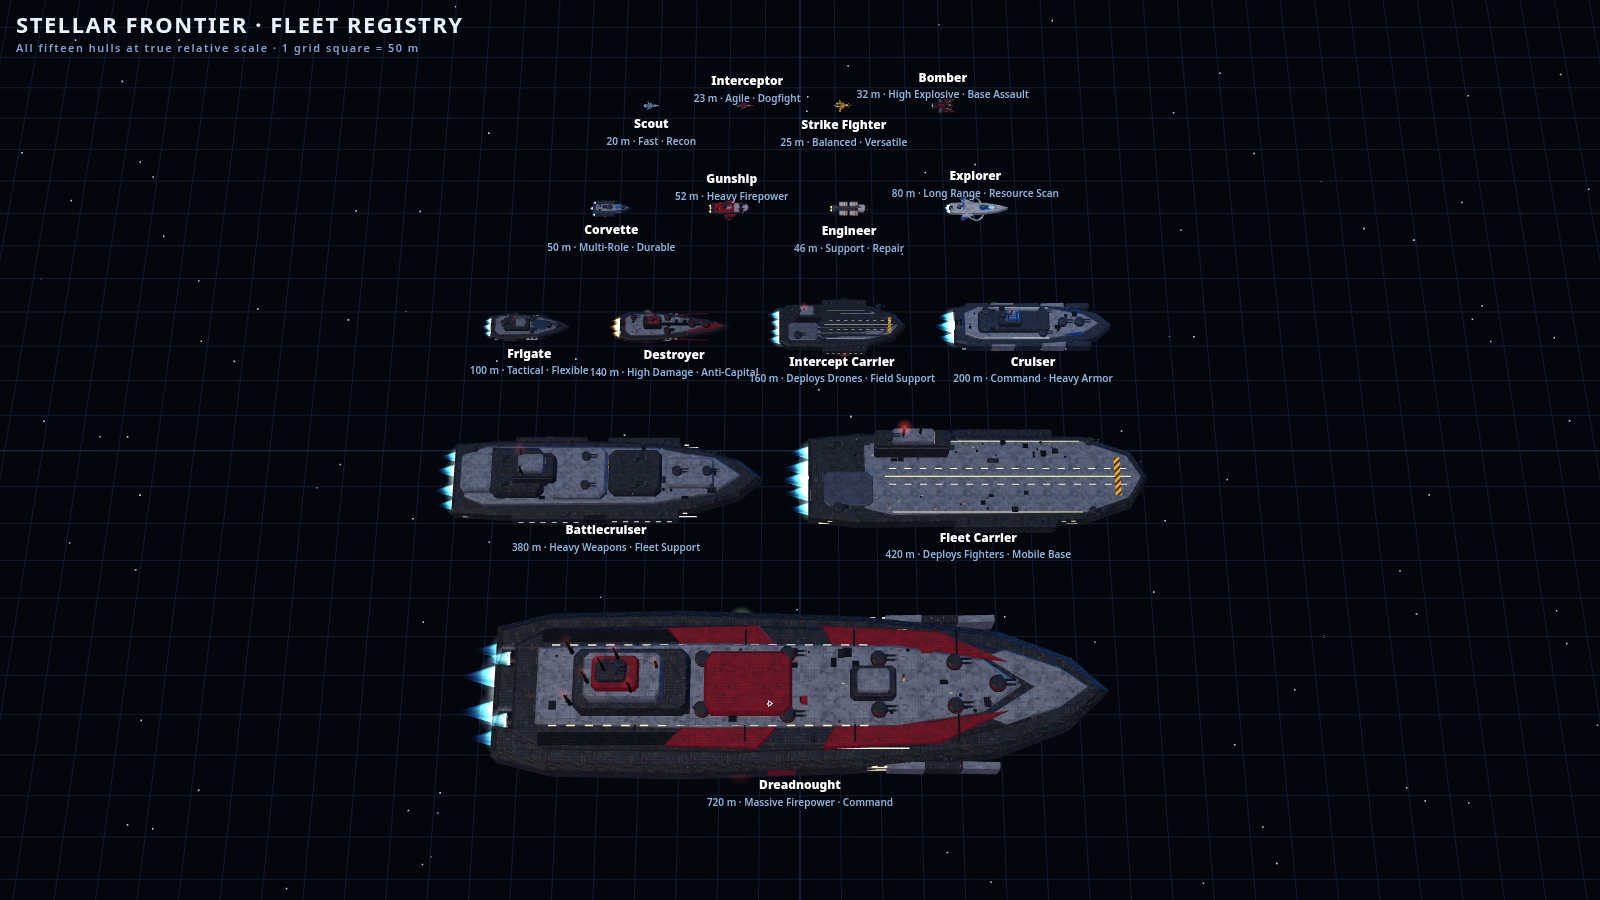 STELLAR FRONTIER · FLEET REGISTRY
All fifteen hulls at true relative scale · 1 grid square = 50 m
Interceptor
23 m · Agile · Dogfight
Bomber
32 m · High Explosive · Base Assault
Scout
20 m · Fast · Recon
Strike Fighter
25 m · Balanced · Versatile
Gunship
52 m · Heavy Firepower
Explorer
80 m · Long Range · Resource Scan
Corvette
50 m · Multi-Role · Durable
Engineer
46 m · Support · Repair
Frigate
100 m · Tactical · Flexible
Destroyer
140 m · High Damage · Anti-Capital
Intercept Carrier
160 m · Deploys Drones · Field Support
Cruiser
200 m · Command · Heavy Armor
Battlecruiser
380 m · Heavy Weapons · Fleet Support
Fleet Carrier
420 m · Deploys Fighters · Mobile Base
Dreadnought
720 m · Massive Firepower · Command